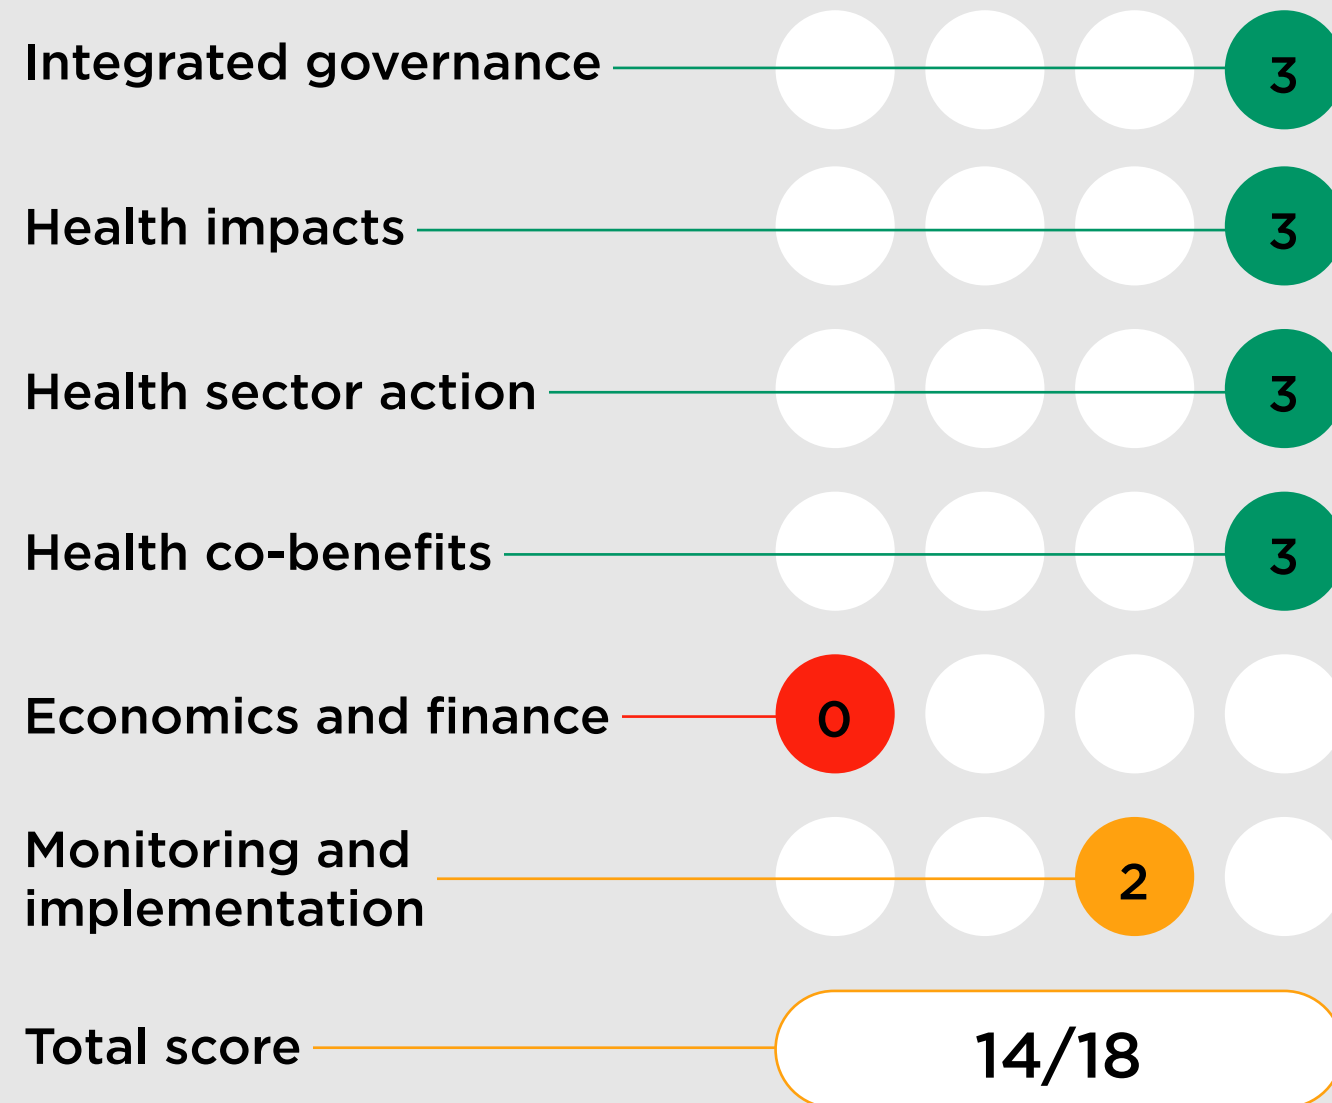 Integrated governance 3
Health impacts 3
Health sector action 3
Health co-benefits 3
Economics and finance 0
Monitoring and
implementation 2
Total score 14/18